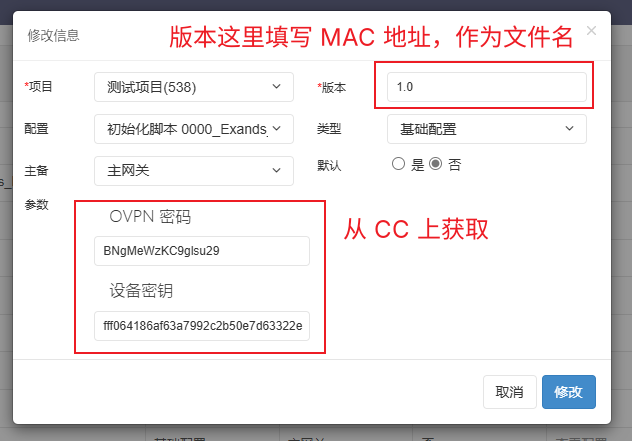 修改信息
版本这里填写 MAC 地址，作为文件名
×
*项目
测试项目(538)
*版本
1.0
配置
初始化脚本 0000_Exands_
类型
基础配置
主备
主网关
默认
是 否
参数
OVPN 密码
BNgMeWzKC9glsu29
从 CC 上获取
设备密钥
fff064186af63a7992c2b50e7d63322e
取消
修改